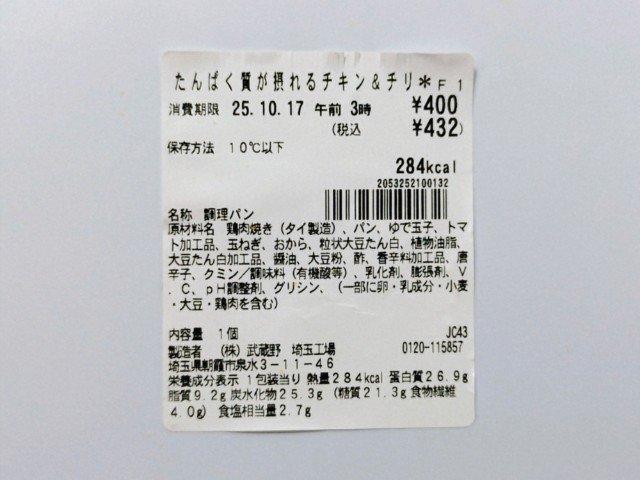 たんぱく質が摂れるチキン&チリ*F1
消費期限 25.10.17 午前 3時 ¥400
(税込 ¥432)
保存方法 10℃以下
284kcal
2053252100132
名称 調理パン
原材料名 鶏肉焼き(タイ製造)、パン、ゆで玉子、トマ
ト加工品、玉ねぎ、おから、粒状大豆たん白、植物油脂、
大豆たん白加工品、醤油、大豆粉、酢、香辛料加工品、唐
辛子、クミン/調味料(有機酸等)、乳化剤、膨張剤、V
.C、pH調整剤、グリシン、(一部に卵・乳成分・小麦
・大豆・鶏肉を含む)
内容量 1個 JC43
製造者 (株)武蔵野 埼玉工場 0120-115857
埼玉県朝霞市泉水3-11-46
栄養成分表示 1包装当り 熱量284kcal 蛋白質26.9g
脂質9.2g 炭水化物25.3g (糖質21.3g 食物繊維
4.0g) 食塩相当量2.7g